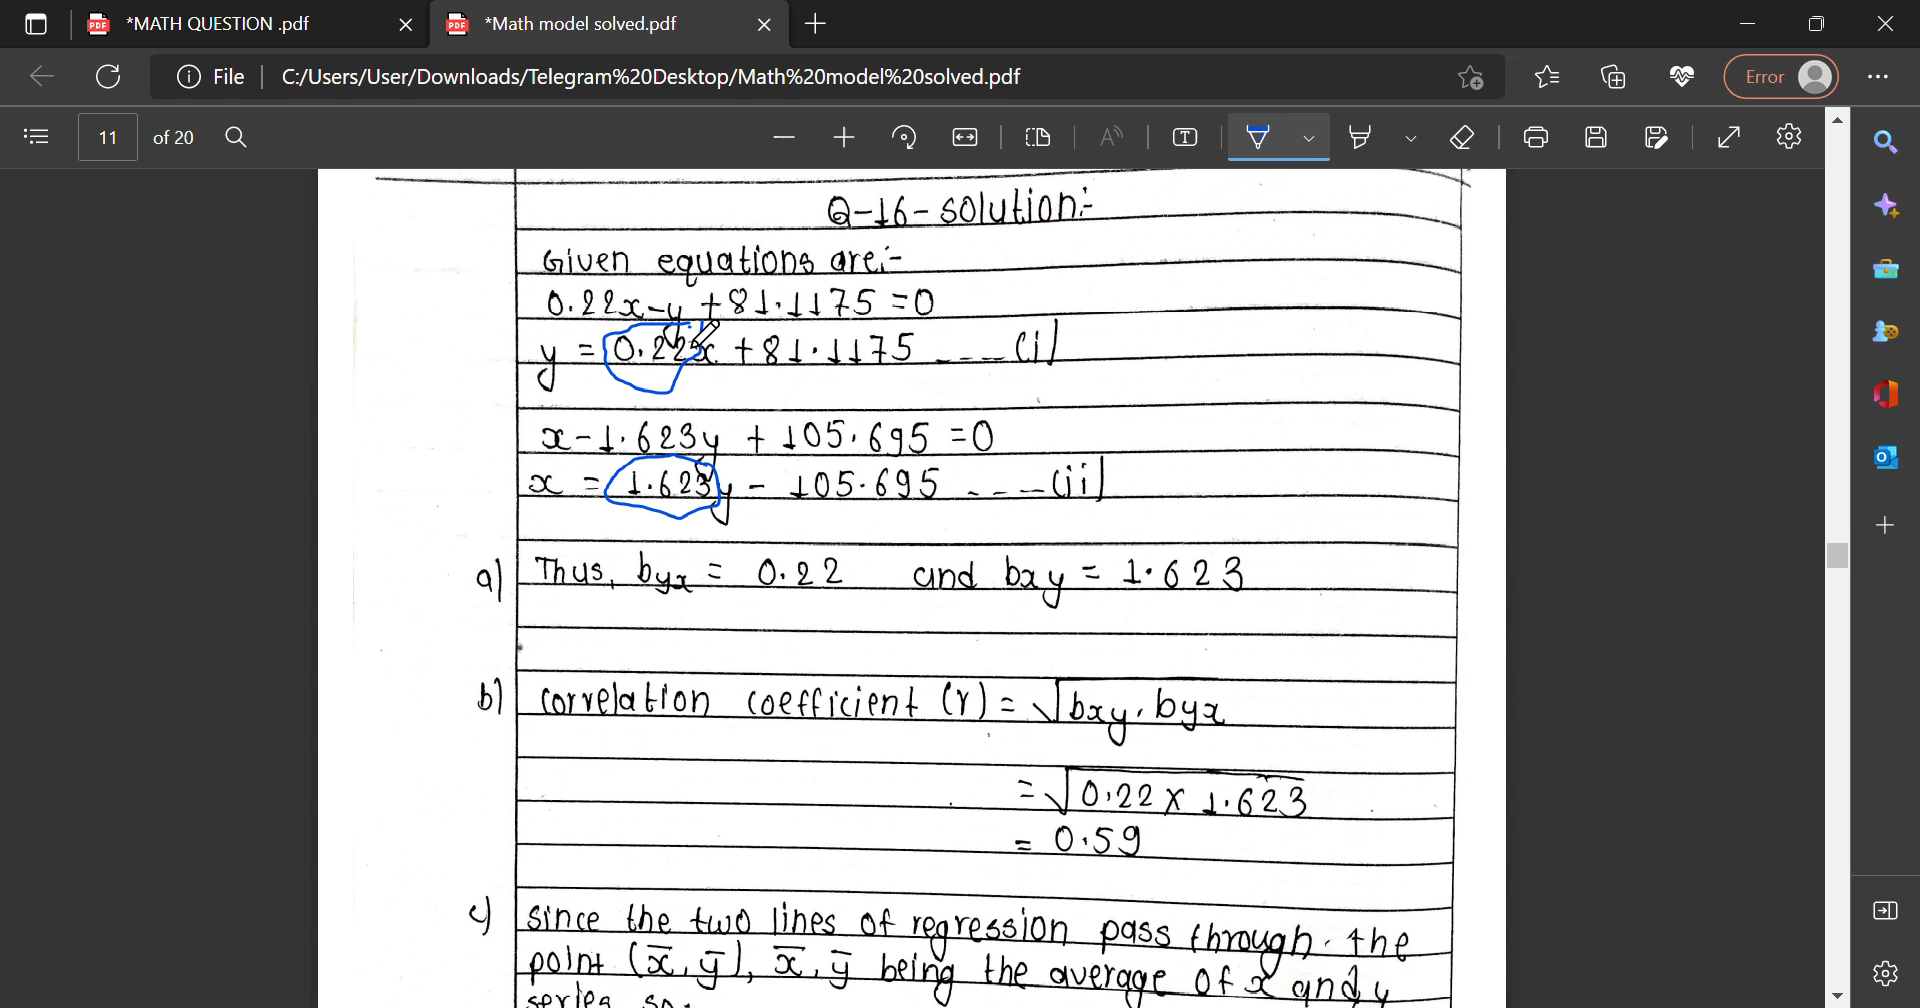 *MATH QUESTION .pdf
*Math model solved.pdf
File
C:/Users/User/Downloads/Telegram%20Desktop/Math%20model%20solved.pdf
Error
11 of 20
Q-16-solution:-
Given equations are:-
0.22x-y+81.1175=0
y = 0.22x +81.1175 ---- (i)
x-1.623y + 105.695 =0
x = 1.623y - 105.695 ---- (ii)
a) Thus, byx = 0.22 and bxy = 1.623
b) correlation coefficient (r) = √bxy. byx
= √0.22 x 1.623
= 0.59
c) since the two lines of regression pass through the
point (x̄, ȳ), x̄, ȳ being the average of x and y
series so.